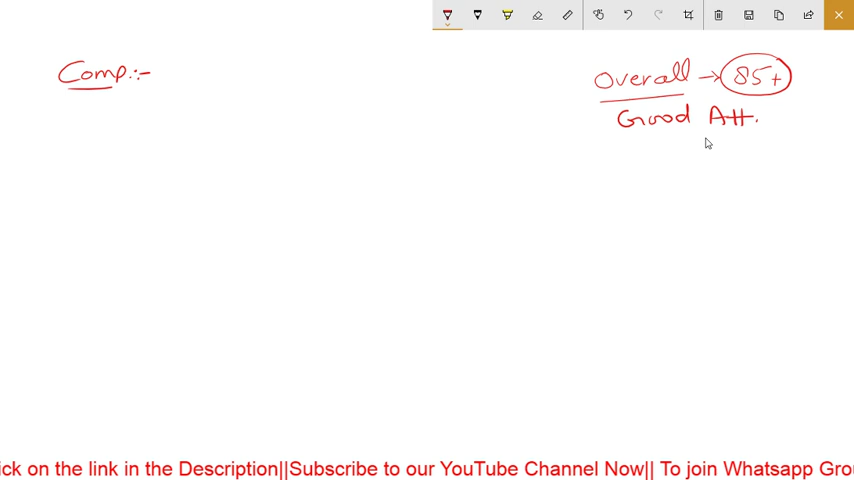 Comp.:-
Overall → 85+
Good Att.
ick on the link in the Description||Subscribe to our YouTube Channel Now|| To join Whatsapp Gro